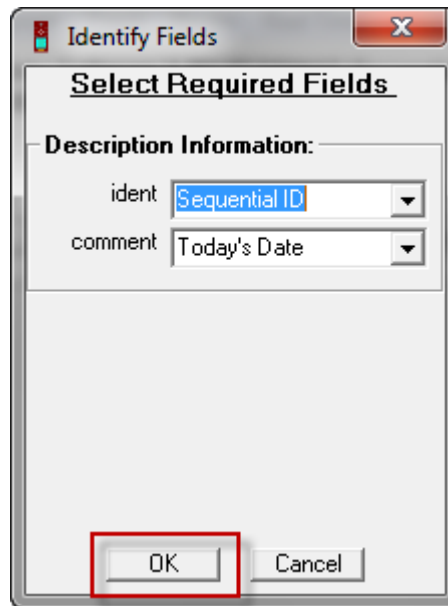 Identify Fields
Select Required Fields
Description Information:
ident Sequential ID
comment Today's Date
OK Cancel